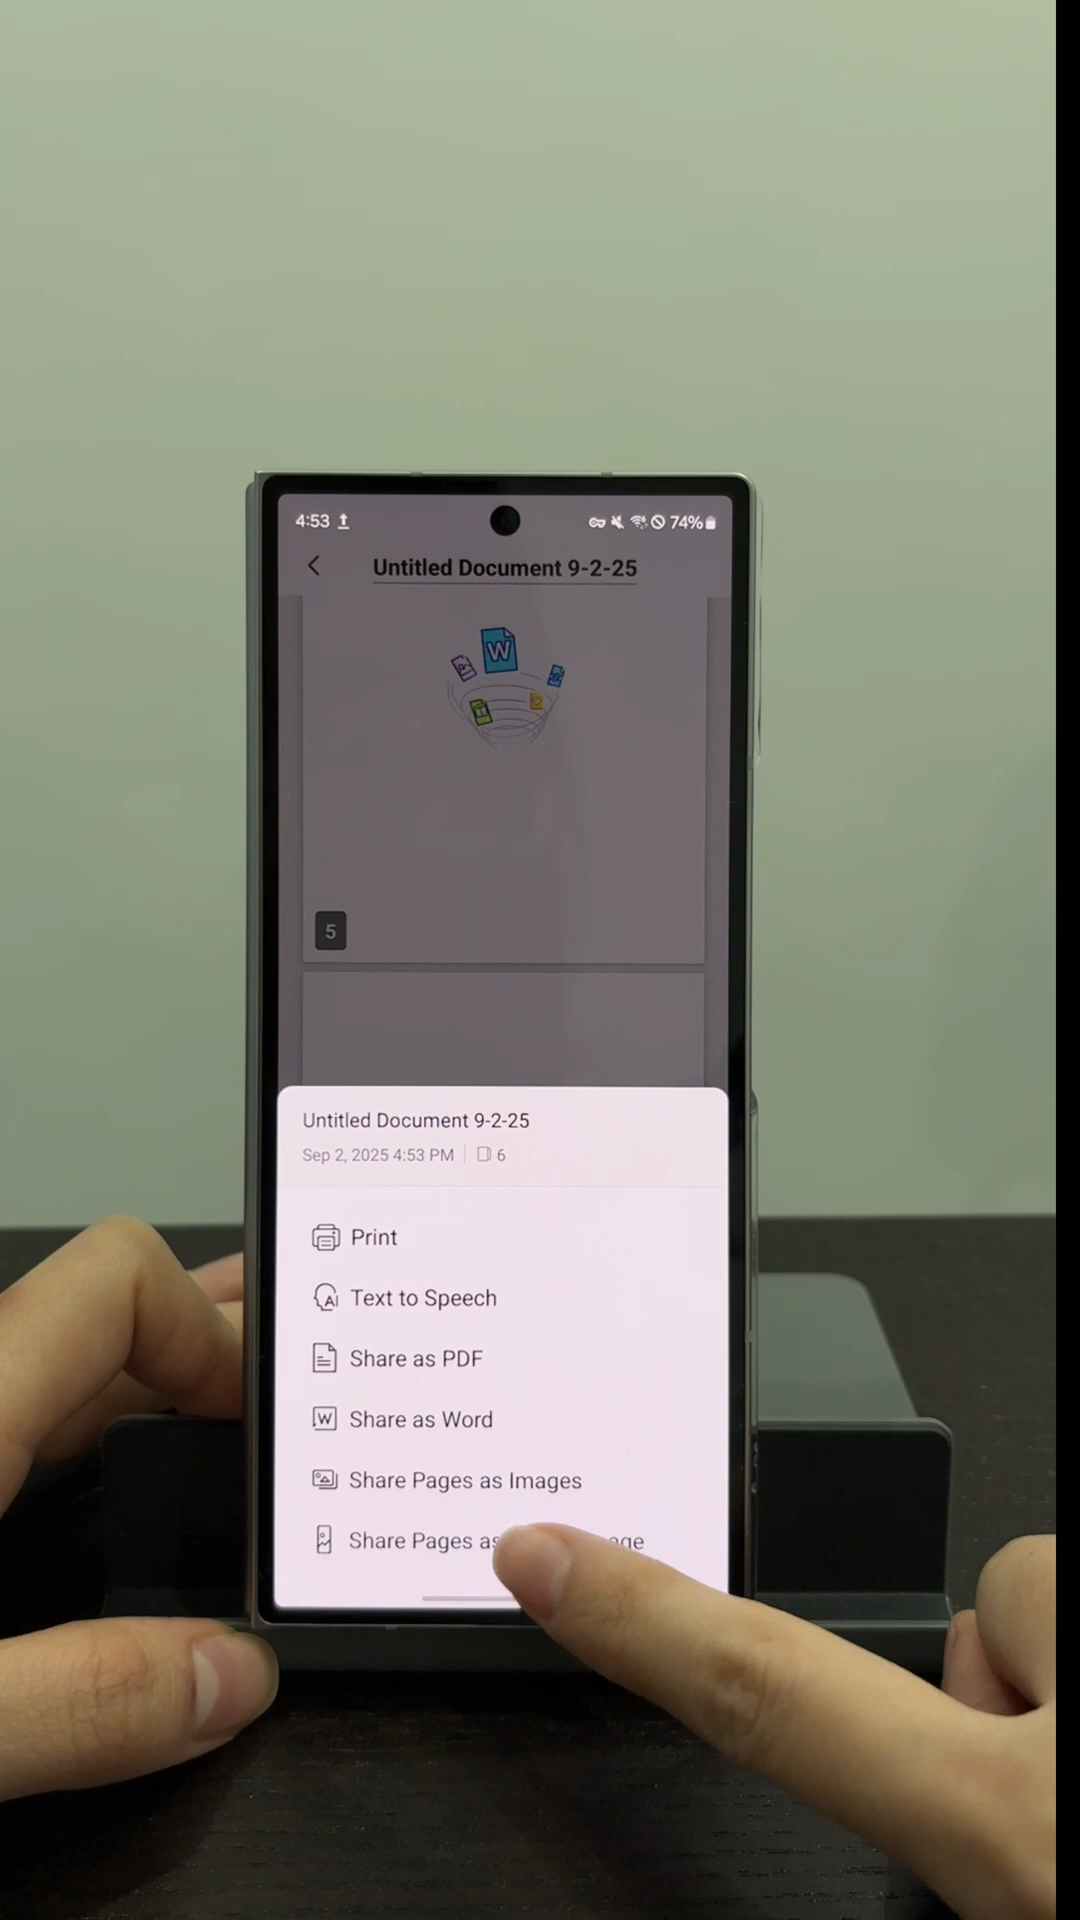 4:53
74%
Untitled Document 9-2-25
W
5
Untitled Document 9-2-25
Sep 2, 2025 4:53 PM 6
Print
AI Text to Speech
Share as PDF
W Share as Word
Share Pages as Images
Share Pages as